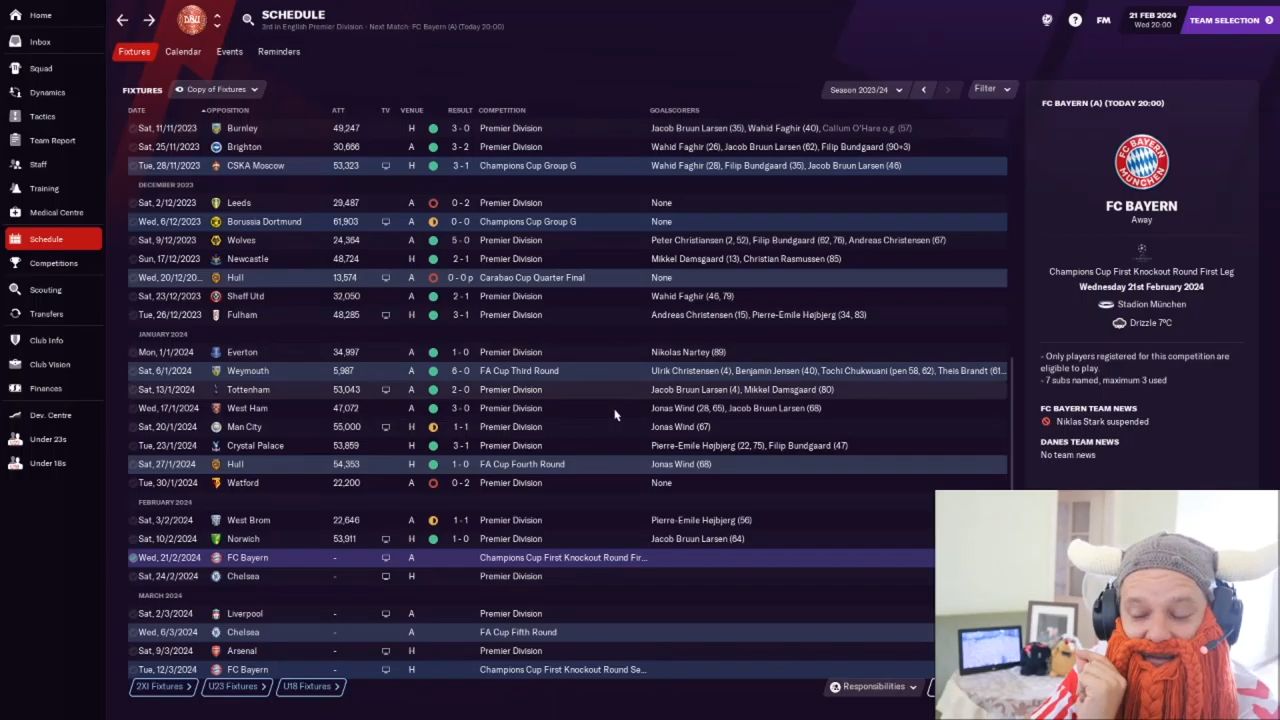 Home
Inbox
Squad
Dynamics
Tactics
Team Report
Staff
Training
Medical Centre
Schedule
Competitions
Scouting
Transfers
Club Info
Club Vision
Finances
Dev. Centre
Under 23s
Under 18s
DBU
SCHEDULE
3rd in English Premier Division - Next Match: FC Bayern (A) (Today 20:00)
? FM 21 FEB 2024
Wed 20:00
TEAM SELECTION
Fixtures Calendar Events Reminders
FIXTURES Copy of Fixtures Season 2023/24 Filter
DATE OPPOSITION ATT TV VENUE RESULT COMPETITION GOALSCORERS
Sat, 11/11/2023 Burnley 49,247 H 3 - 0 Premier Division Jacob Bruun Larsen (35), Wahid Faghir (40), Callum O'Hare o.g. (57)
Sat, 25/11/2023 Brighton 30,666 A 3 - 2 Premier Division Wahid Faghir (26), Jacob Bruun Larsen (62), Filip Bundgaard (90+3)
Tue, 28/11/2023 CSKA Moscow 53,323 H 3 - 1 Champions Cup Group G Wahid Faghir (28), Filip Bundgaard (35), Jacob Bruun Larsen (46)
DECEMBER 2023
Sat, 2/12/2023 Leeds 29,487 A 0 - 2 Premier Division None
Wed, 6/12/2023 Borussia Dortmund 61,903 A 0 - 0 Champions Cup Group G None
Sat, 9/12/2023 Wolves 24,364 A 5 - 0 Premier Division Peter Christiansen (2, 52), Filip Bundgaard (62, 76), Andreas Christensen (67)
Sun, 17/12/2023 Newcastle 48,724 H 2 - 1 Premier Division Mikkel Damsgaard (13), Christian Rasmussen (85)
Wed, 20/12/20... Hull 13,574 A 0 - 0 p Carabao Cup Quarter Final None
Sat, 23/12/2023 Sheff Utd 32,050 A 2 - 1 Premier Division Wahid Faghir (46, 79)
Tue, 26/12/2023 Fulham 48,285 H 3 - 1 Premier Division Andreas Christensen (15), Pierre-Emile Højbjerg (34, 83)
JANUARY 2024
Mon, 1/1/2024 Everton 34,997 A 1 - 0 Premier Division Nikolas Nartey (89)
Sat, 6/1/2024 Weymouth 5,987 A 6 - 0 FA Cup Third Round Ulrik Christensen (4), Benjamin Jensen (40), Tochi Chukwuani (pen 58, 62), Theis Brandt (61...
Sat, 13/1/2024 Tottenham 53,043 H 2 - 0 Premier Division Jacob Bruun Larsen (4), Mikkel Damsgaard (80)
Wed, 17/1/2024 West Ham 47,072 A 3 - 0 Premier Division Jonas Wind (28, 65), Jacob Bruun Larsen (68)
Sat, 20/1/2024 Man City 55,000 H 1 - 1 Premier Division Jonas Wind (67)
Tue, 23/1/2024 Crystal Palace 53,859 H 3 - 1 Premier Division Pierre-Emile Højbjerg (22, 75), Filip Bundgaard (47)
Sat, 27/1/2024 Hull 54,353 H 1 - 0 FA Cup Fourth Round Jonas Wind (68)
Tue, 30/1/2024 Watford 22,200 A 0 - 2 Premier Division None
FEBRUARY 2024
Sat, 3/2/2024 West Brom 22,646 A 1 - 1 Premier Division Pierre-Emile Højbjerg (56)
Sat, 10/2/2024 Norwich 53,911 H 1 - 0 Premier Division Jacob Bruun Larsen (64)
Wed, 21/2/2024 FC Bayern - A Champions Cup First Knockout Round Fir...
Sat, 24/2/2024 Chelsea - H Premier Division
MARCH 2024
Sat, 2/3/2024 Liverpool - A Premier Division
Wed, 6/3/2024 Chelsea - A FA Cup Fifth Round
Sat, 9/3/2024 Arsenal - H Premier Division
Tue, 12/3/2024 FC Bayern - H Champions Cup First Knockout Round Se...
2XI Fixtures U23 Fixtures U18 Fixtures Responsibilities
FC BAYERN (A) (TODAY 20:00)
FC BAYERN
MÜNCHEN
FC BAYERN
Away
Champions Cup First Knockout Round First Leg
Wednesday 21st February 2024
Stadion München
Drizzle 7ºC
- Only players registered for this competition are
eligible to play.
- 7 subs named, maximum 3 used
FC BAYERN TEAM NEWS
Niklas Stark suspended
DANES TEAM NEWS
No team news